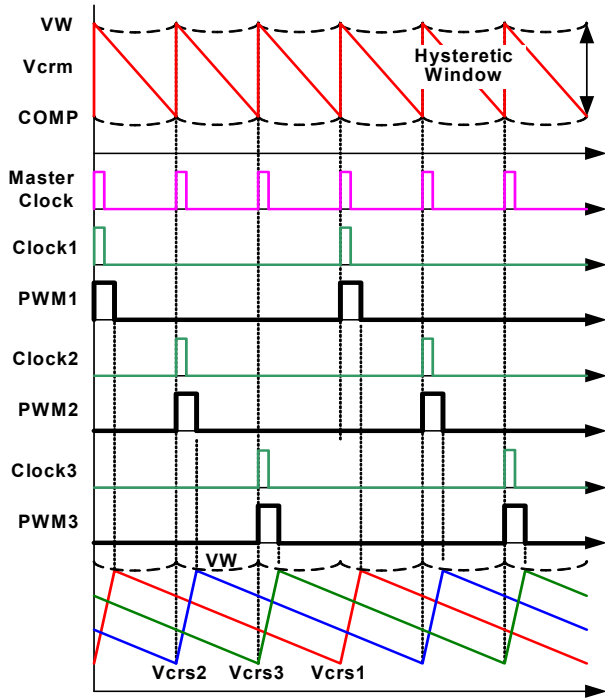 VW
Vcrm
Hysteretic
Window
COMP
Master
Clock
Clock1
PWM1
Clock2
PWM2
Clock3
PWM3
VW
Vcrs2 Vcrs3 Vcrs1